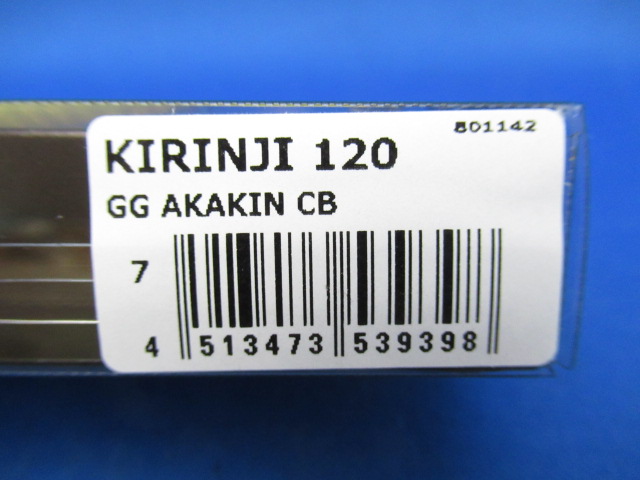 801142
KIRINJI 120
GG AKAKIN CB
7
4 513473 539398